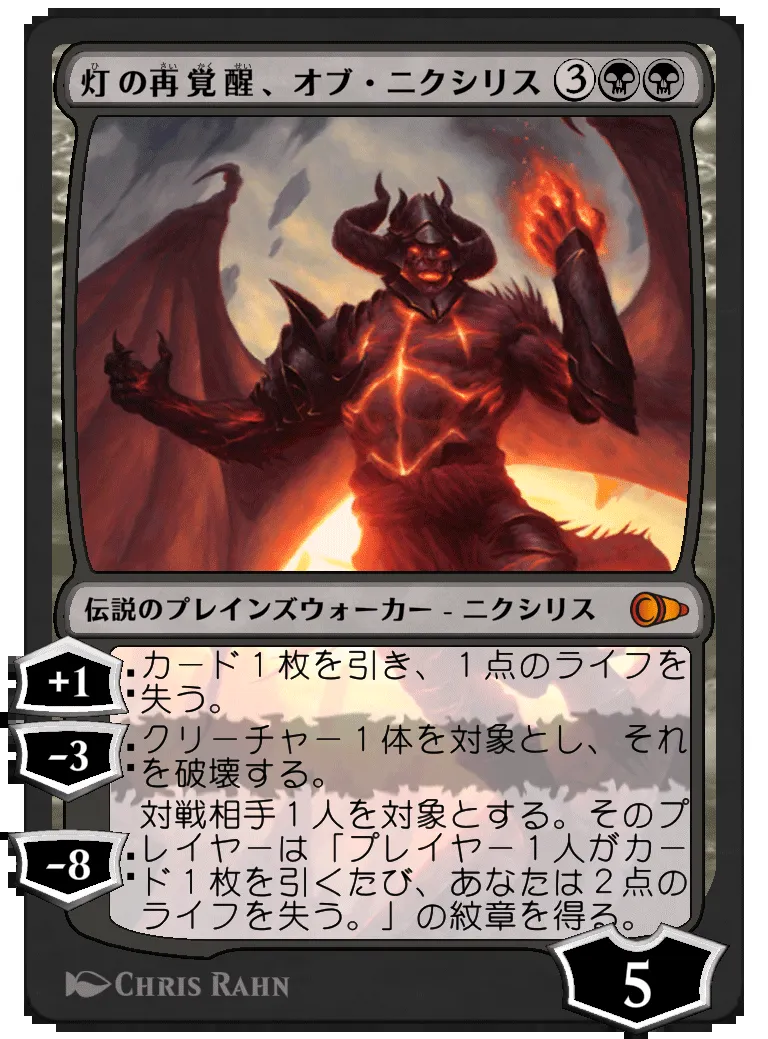 灯の再覚醒、オブ・ニクシリス 3
伝説のプレインズウォーカー - ニクシリス
+1 : カード1枚を引き、1点のライフを
失う。
-3 : クリーチャー1体を対象とし、それ
を破壊する。
対戦相手1人を対象とする。そのプ
-8 : レイヤーは「プレイヤー1人がカー
ド1枚を引くたび、あなたは2点の
ライフを失う。」の紋章を得る。
CHRIS RAHN
5